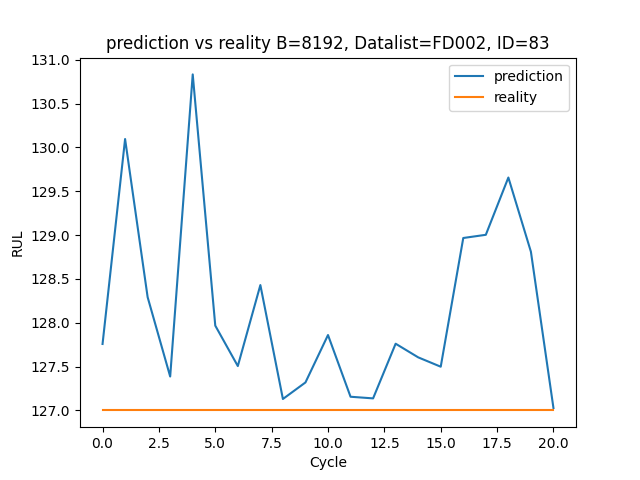 prediction vs reality B=8192, Datalist=FD002, ID=83
prediction
reality
RUL
131.0
130.5
130.0
129.5
129.0
128.5
128.0
127.5
127.0
0.0 2.5 5.0 7.5 10.0 12.5 15.0 17.5 20.0
Cycle